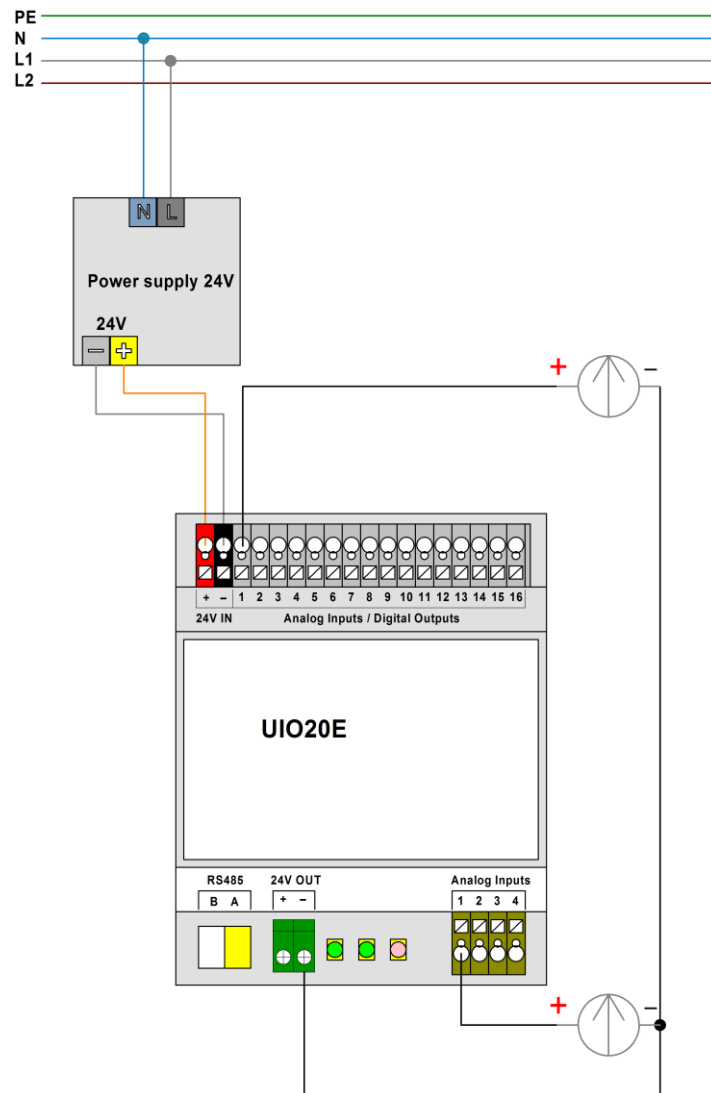 PE
N
L1
L2
N L
Power supply 24V
24V
− +
+ −
+ − 1 2 3 4 5 6 7 8 9 10 11 12 13 14 15 16
24V IN Analog Inputs / Digital Outputs
UIO20E
RS485 24V OUT Analog Inputs
B A + − 1 2 3 4
+ −